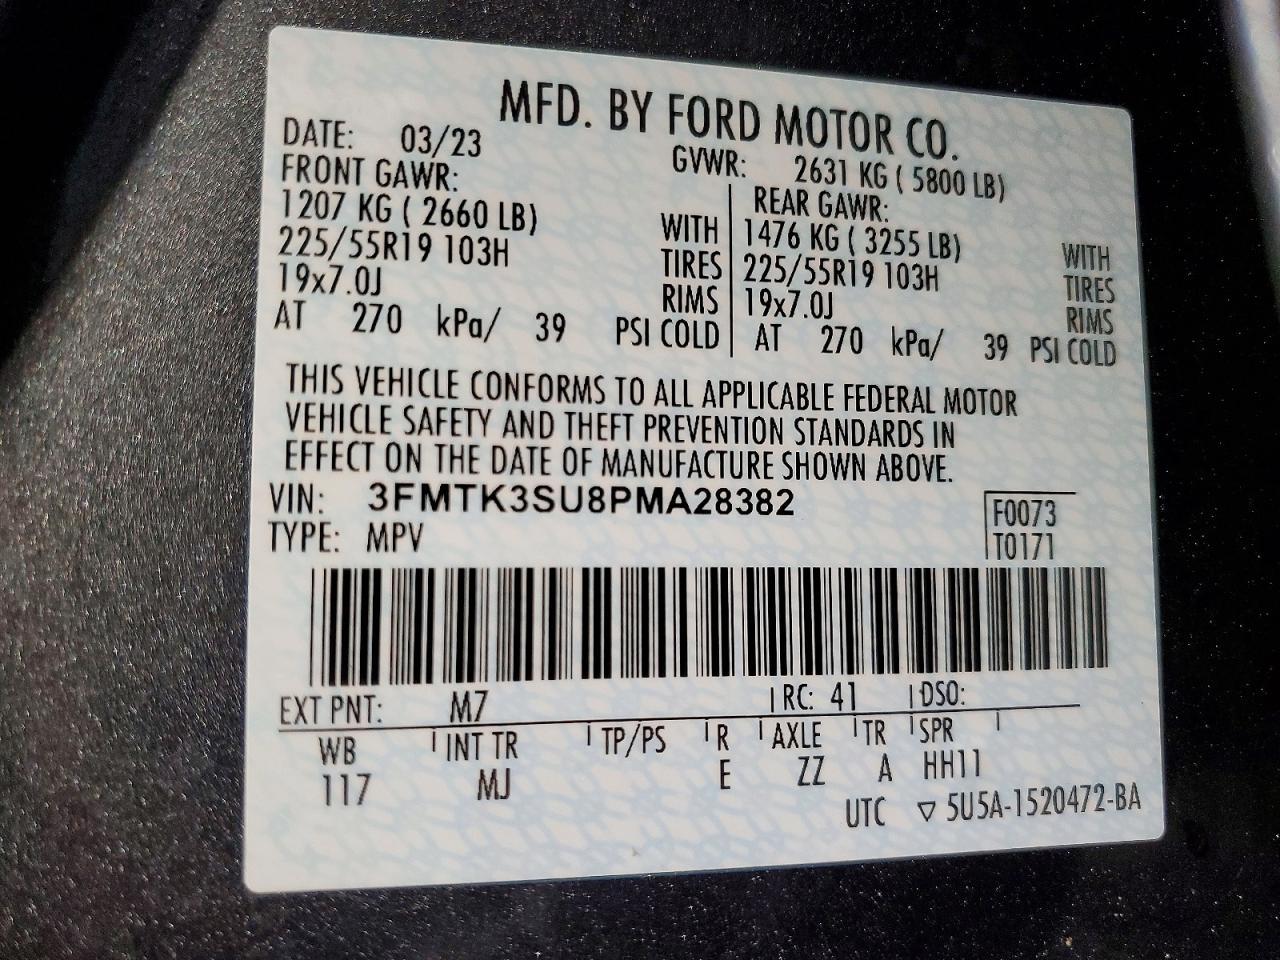 MFD. BY FORD MOTOR CO.
DATE: 03/23 GVWR: 2631 KG ( 5800 LB)
FRONT GAWR: REAR GAWR:
1207 KG ( 2660 LB) WITH 1476 KG ( 3255 LB) WITH
225/55R19 103H TIRES 225/55R19 103H TIRES
19x7.0J RIMS 19x7.0J RIMS
AT 270 kPa/ 39 PSI COLD AT 270 kPa/ 39 PSI COLD
THIS VEHICLE CONFORMS TO ALL APPLICABLE FEDERAL MOTOR
VEHICLE SAFETY AND THEFT PREVENTION STANDARDS IN
EFFECT ON THE DATE OF MANUFACTURE SHOWN ABOVE.
VIN: 3FMTK3SU8PMA28382 F0073
TYPE: MPV T0171
EXT PNT: M7 RC: 41 DSO:
WB INT TR TP/PS R AXLE TR SPR
117 MJ E ZZ A HH11
UTC ▽ 5U5A-1520472-BA